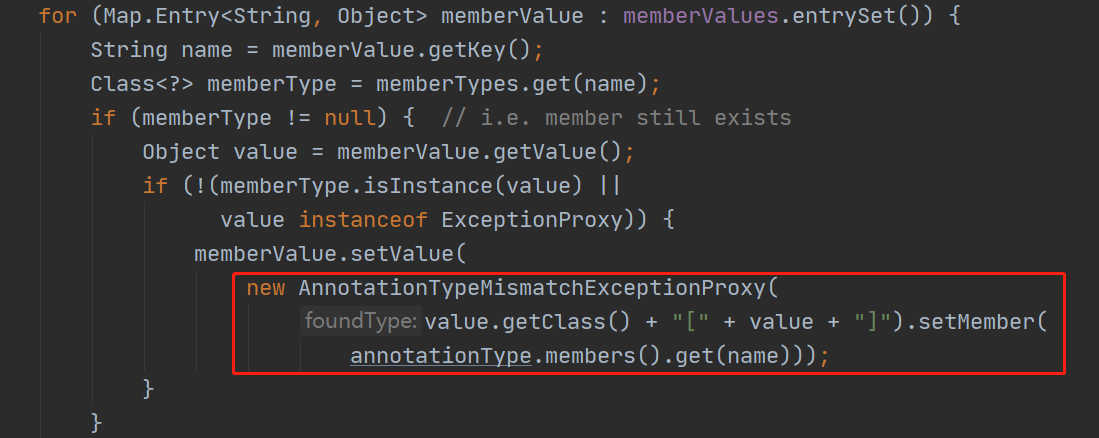 for (Map.Entry<String, Object> memberValue : memberValues.entrySet()) {
String name = memberValue.getKey();
Class<?> memberType = memberTypes.get(name);
if (memberType != null) {  // i.e. member still exists
Object value = memberValue.getValue();
if (!(memberType.isInstance(value) ||
value instanceof ExceptionProxy)) {
memberValue.setValue(
new AnnotationTypeMismatchExceptionProxy(
foundType: value.getClass() + "[" + value + "]").setMember(
annotationType.members().get(name)));
}
}